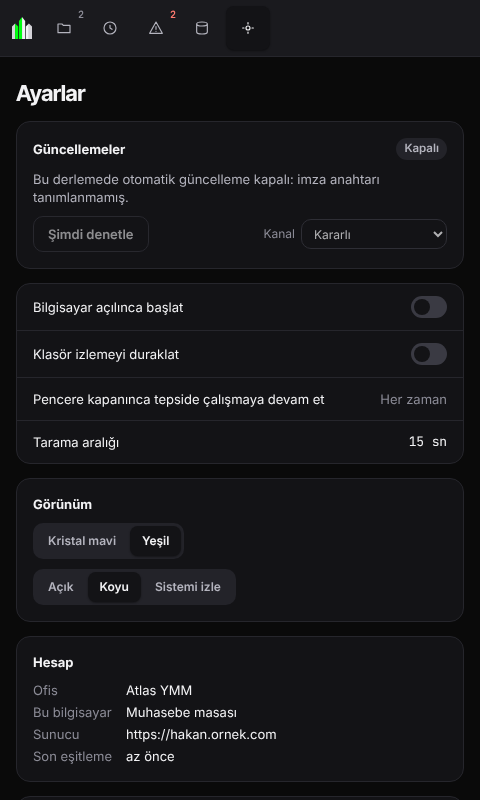 2
2
Ayarlar
Güncellemeler
Kapalı
Bu derlemede otomatik güncelleme kapalı: imza anahtarı
tanımlanmamış.
Şimdi denetle
Kanal
Kararlı
Bilgisayar açılınca başlat
Klasör izlemeyi duraklat
Pencere kapanınca tepside çalışmaya devam et
Her zaman
Tarama aralığı
15 sn
Görünüm
Kristal mavi
Yeşil
Açık
Koyu
Sistemi izle
Hesap
Ofis
Atlas YMM
Bu bilgisayar
Muhasebe masası
Sunucu
https://hakan.ornek.com
Son eşitleme
az önce